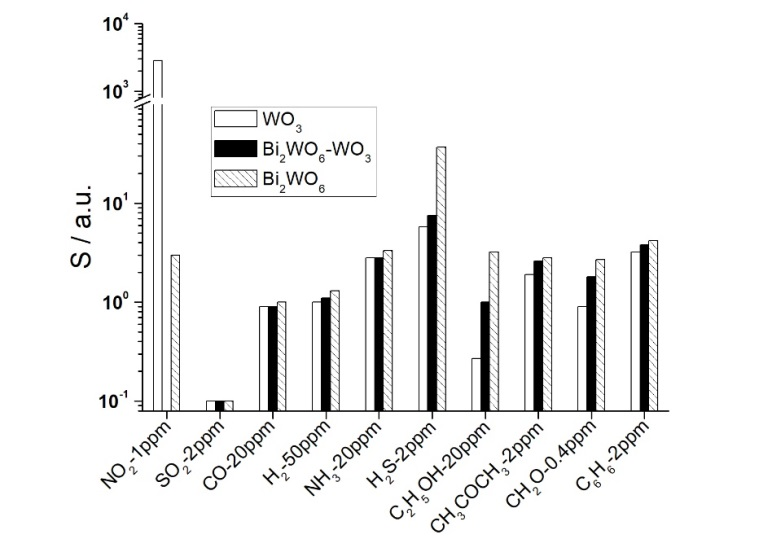 10⁴
10³
10¹
10⁰
10⁻¹
S / a.u.
WO₃
Bi₂WO₆-WO₃
Bi₂WO₆
NO₂-1ppm
SO₂-2ppm
CO-20ppm
H₂-50ppm
NH₃-20ppm
H₂S-2ppm
C₂H₅OH-20ppm
CH₃COCH₃-2ppm
CH₂O-0.4ppm
C₆H₆-2ppm